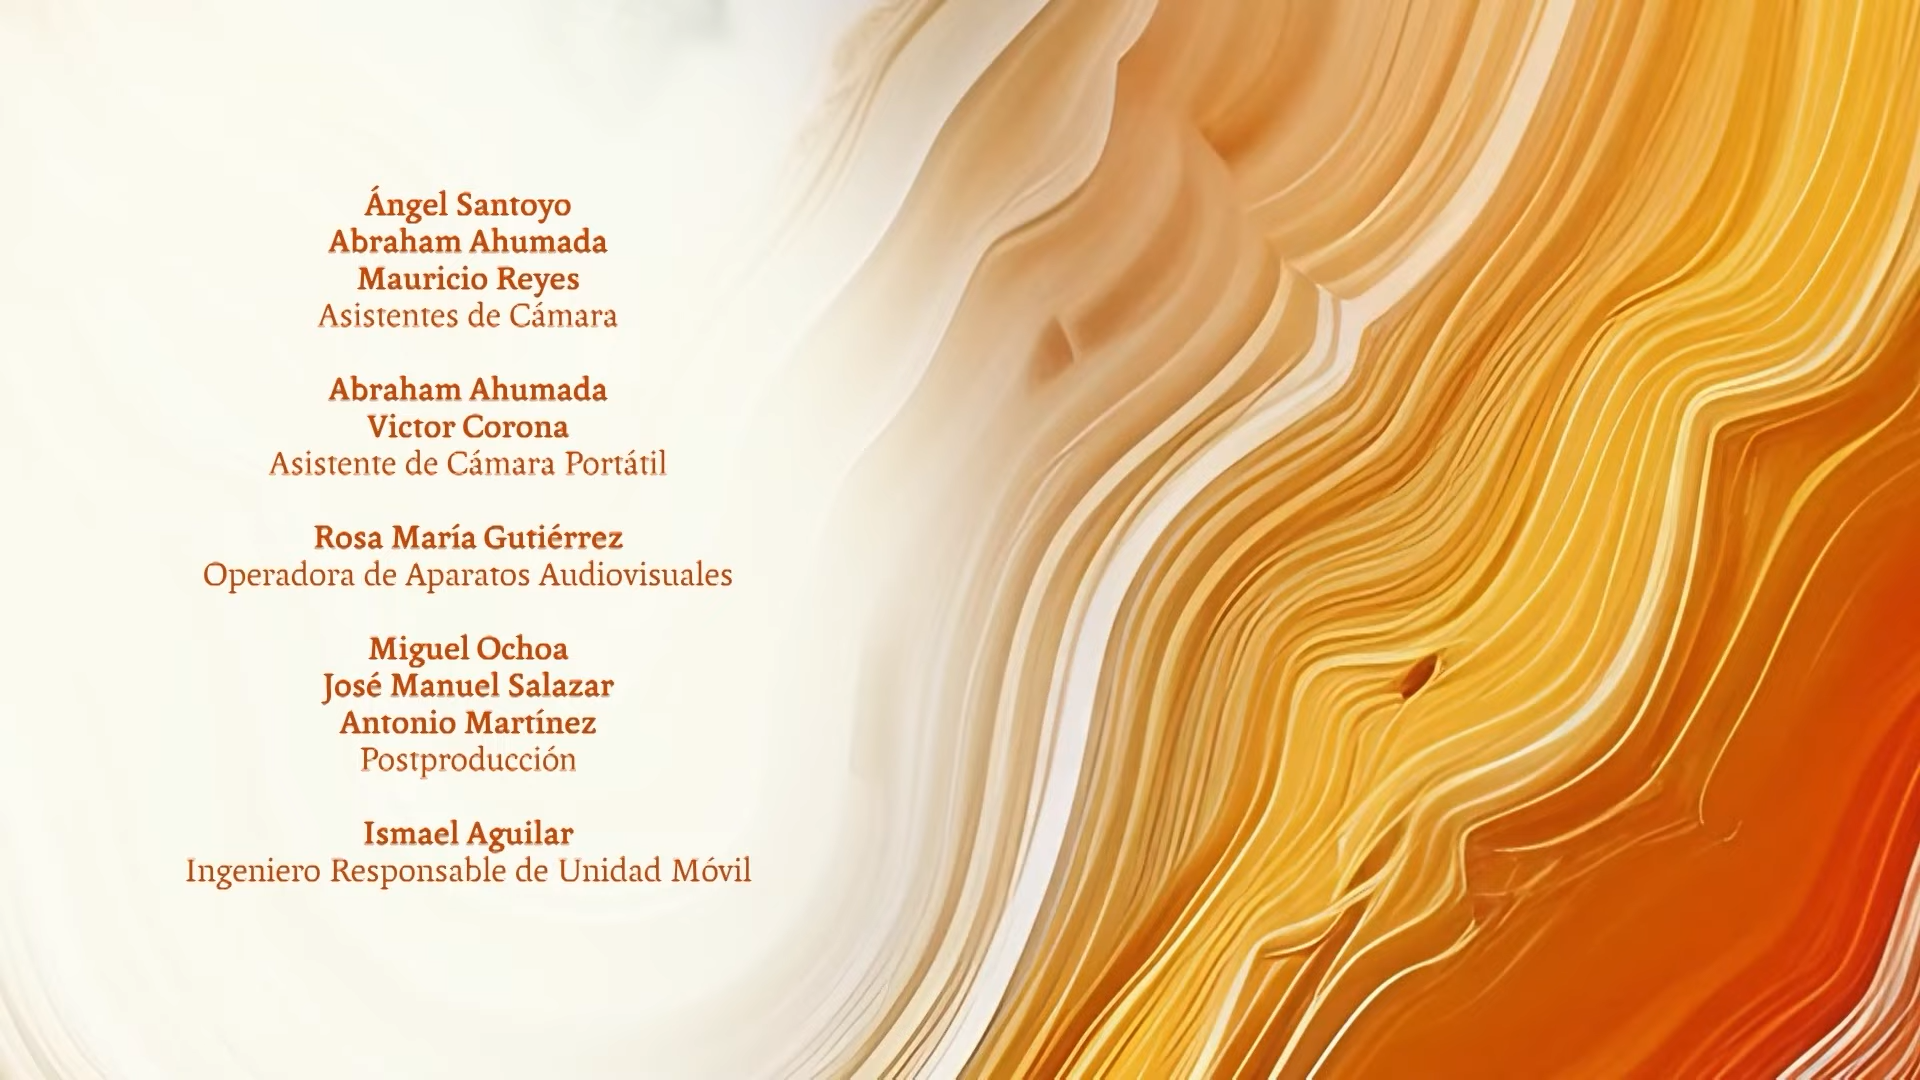 Ángel Santoyo
Abraham Ahumada
Mauricio Reyes
Asistentes de Cámara
Abraham Ahumada
Victor Corona
Asistente de Cámara Portátil
Rosa María Gutiérrez
Operadora de Aparatos Audiovisuales
Miguel Ochoa
José Manuel Salazar
Antonio Martínez
Postproducción
Ismael Aguilar
Ingeniero Responsable de Unidad Móvil